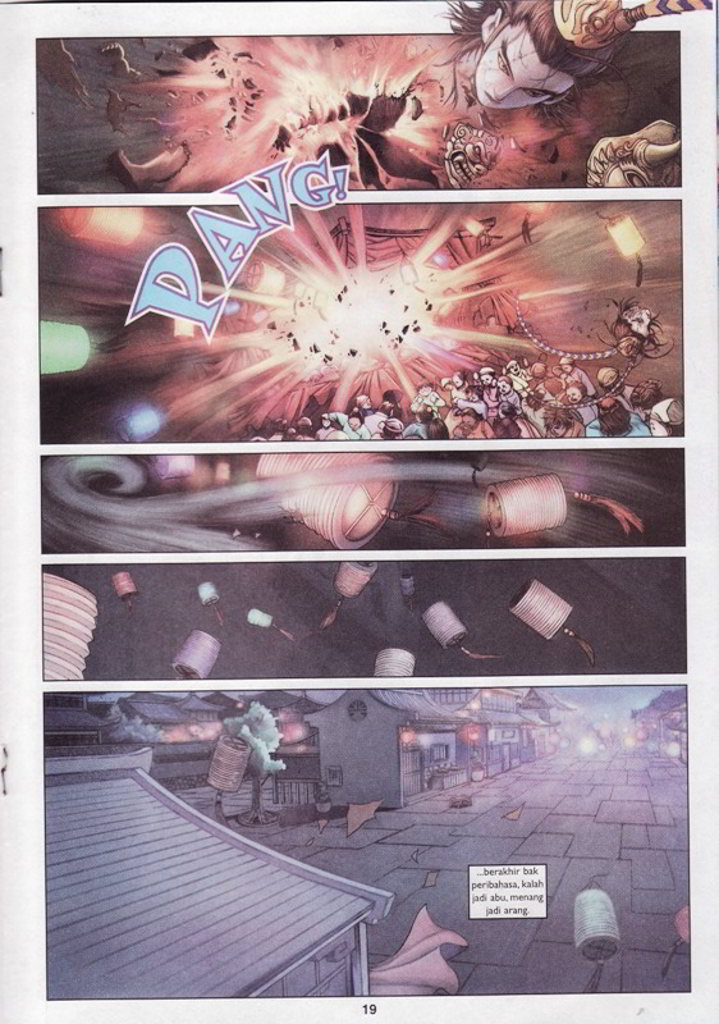 PANG!
...berakhir bak
peribahasa, kalah
jadi abu, menang
jadi arang.
19